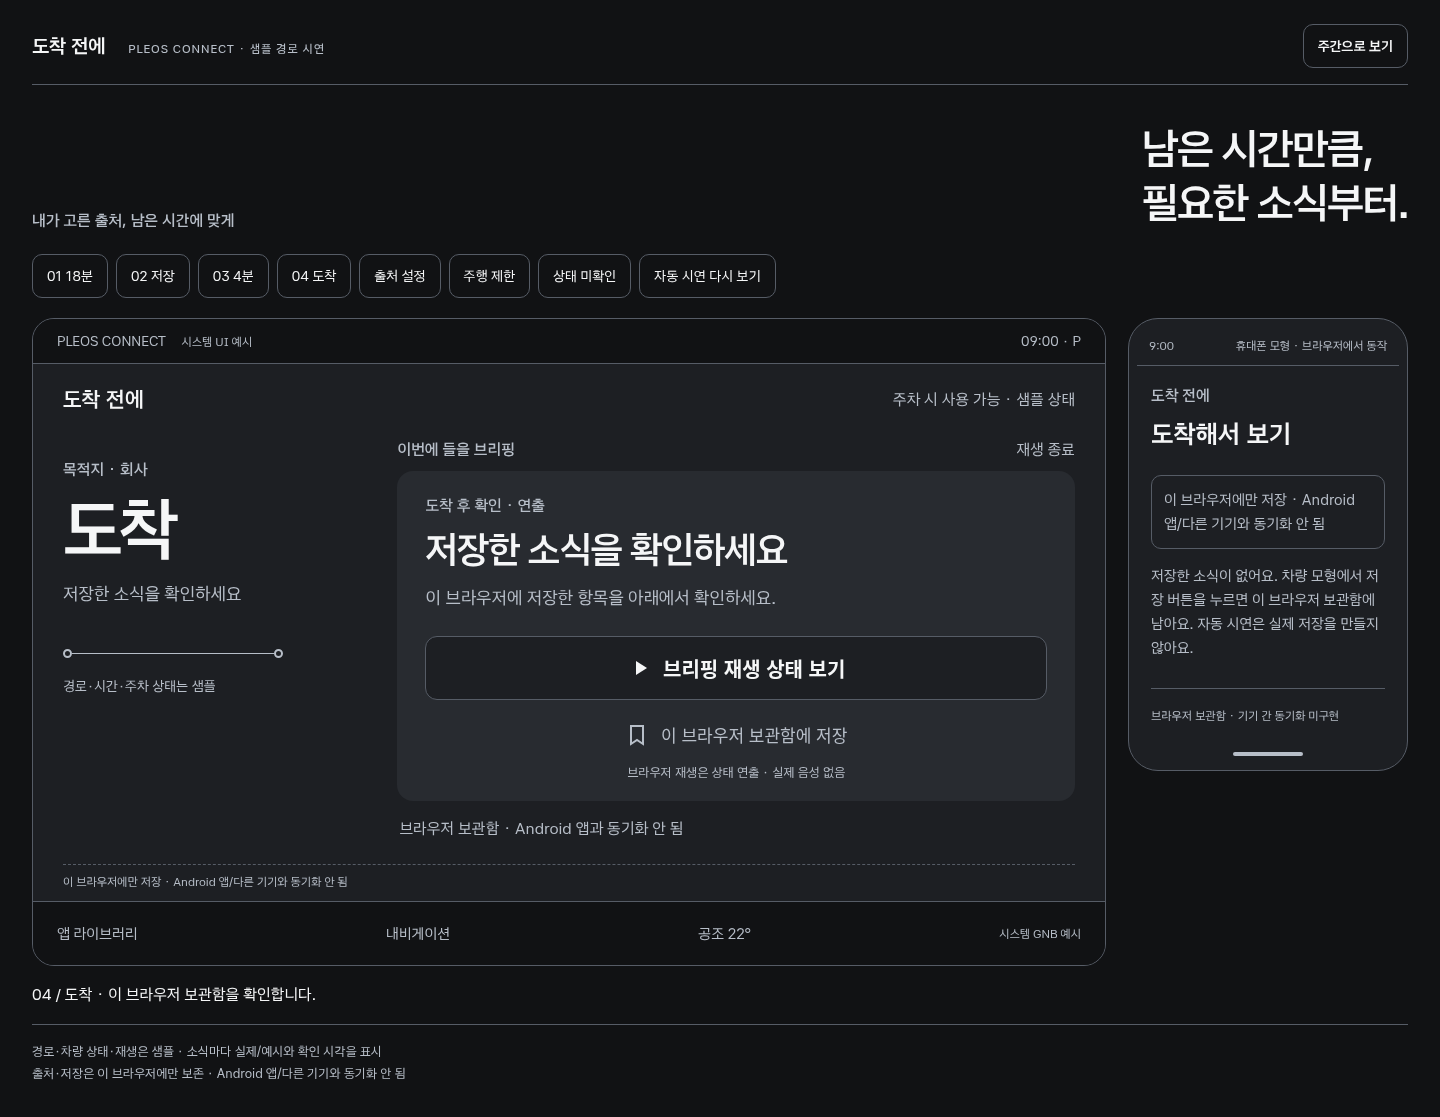 도착 전에
PLEOS CONNECT · 샘플 경로 시연
주간으로 보기
남은 시간만큼,
필요한 소식부터.
내가 고른 출처, 남은 시간에 맞게
01 18분
02 저장
03 4분
04 도착
출처 설정
주행 제한
상태 미확인
자동 시연 다시 보기
PLEOS CONNECT 시스템 UI 예시
09:00 · P
도착 전에
주차 시 사용 가능 · 샘플 상태
목적지 · 회사
도착
저장한 소식을 확인하세요
경로·시간·주차 상태는 샘플
이번에 들을 브리핑
재생 종료
도착 후 확인 · 연출
저장한 소식을 확인하세요
이 브라우저에 저장한 항목을 아래에서 확인하세요.
브리핑 재생 상태 보기
이 브라우저 보관함에 저장
브라우저 재생은 상태 연출 · 실제 음성 없음
브라우저 보관함 · Android 앱과 동기화 안 됨
이 브라우저에만 저장 · Android 앱/다른 기기와 동기화 안 됨
앱 라이브러리
내비게이션
공조 22°
시스템 GNB 예시
9:00
휴대폰 모형 · 브라우저에서 동작
도착 전에
도착해서 보기
이 브라우저에만 저장 · Android
앱/다른 기기와 동기화 안 됨
저장한 소식이 없어요. 차량 모형에서 저
장 버튼을 누르면 이 브라우저 보관함에
남아요. 자동 시연은 실제 저장을 만들지
않아요.
브라우저 보관함 · 기기 간 동기화 미구현
04 / 도착 · 이 브라우저 보관함을 확인합니다.
경로·차량 상태·재생은 샘플 · 소식마다 실제/예시와 확인 시각을 표시
출처·저장은 이 브라우저에만 보존 · Android 앱/다른 기기와 동기화 안 됨